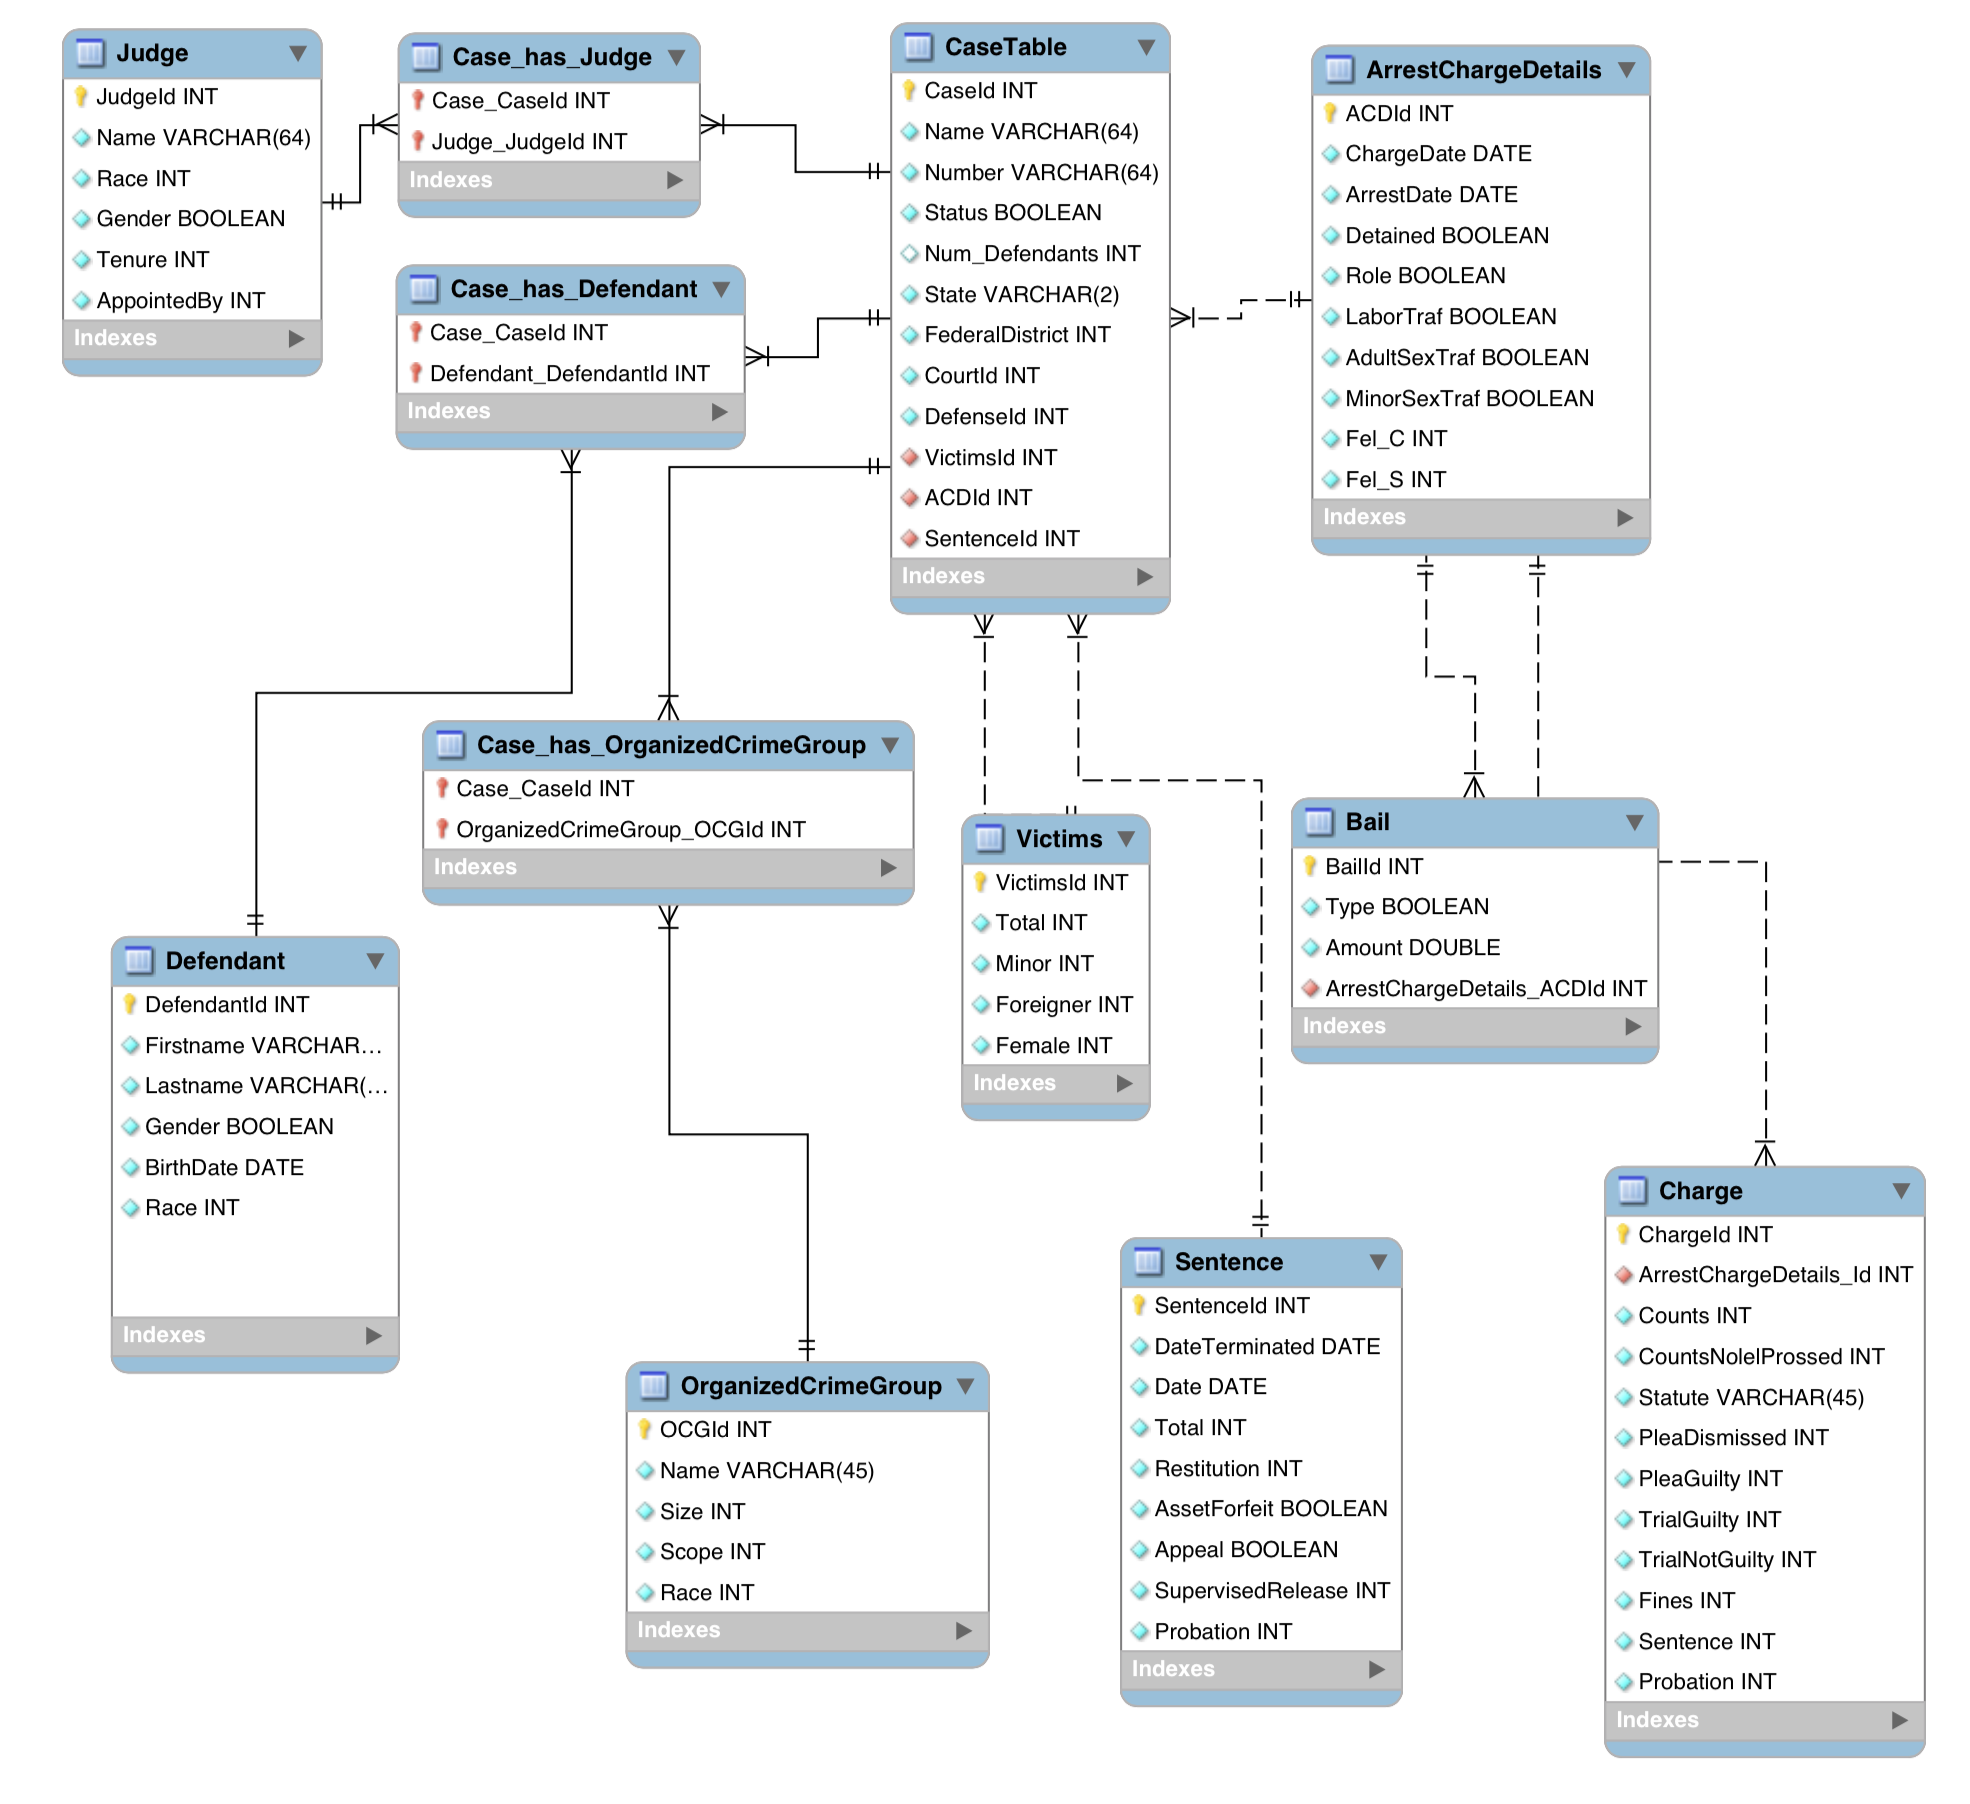 Judge
JudgeId INT
Name VARCHAR(64)
Race INT
Gender BOOLEAN
Tenure INT
AppointedBy INT
Indexes
Case_has_Judge
Case_CaseId INT
Judge_JudgeId INT
Indexes
Case_has_Defendant
Case_CaseId INT
Defendant_DefendantId INT
Indexes
CaseTable
CaseId INT
Name VARCHAR(64)
Number VARCHAR(64)
Status BOOLEAN
Num_Defendants INT
State VARCHAR(2)
FederalDistrict INT
CourtId INT
DefenseId INT
VictimsId INT
ACDId INT
SentenceId INT
Indexes
ArrestChargeDetails
ACDId INT
ChargeDate DATE
ArrestDate DATE
Detained BOOLEAN
Role BOOLEAN
LaborTraf BOOLEAN
AdultSexTraf BOOLEAN
MinorSexTraf BOOLEAN
Fel_C INT
Fel_S INT
Indexes
Case_has_OrganizedCrimeGroup
Case_CaseId INT
OrganizedCrimeGroup_OCGId INT
Indexes
Victims
VictimsId INT
Total INT
Minor INT
Foreigner INT
Female INT
Indexes
Bail
BailId INT
Type BOOLEAN
Amount DOUBLE
ArrestChargeDetails_ACDId INT
Indexes
Defendant
DefendantId INT
Firstname VARCHAR...
Lastname VARCHAR(...
Gender BOOLEAN
BirthDate DATE
Race INT
Indexes
OrganizedCrimeGroup
OCGId INT
Name VARCHAR(45)
Size INT
Scope INT
Race INT
Indexes
Sentence
SentenceId INT
DateTerminated DATE
Date DATE
Total INT
Restitution INT
AssetForfeit BOOLEAN
Appeal BOOLEAN
SupervisedRelease INT
Probation INT
Indexes
Charge
ChargeId INT
ArrestChargeDetails_Id INT
Counts INT
CountsNolelProssed INT
Statute VARCHAR(45)
PleaDismissed INT
PleaGuilty INT
TrialGuilty INT
TrialNotGuilty INT
Fines INT
Sentence INT
Probation INT
Indexes